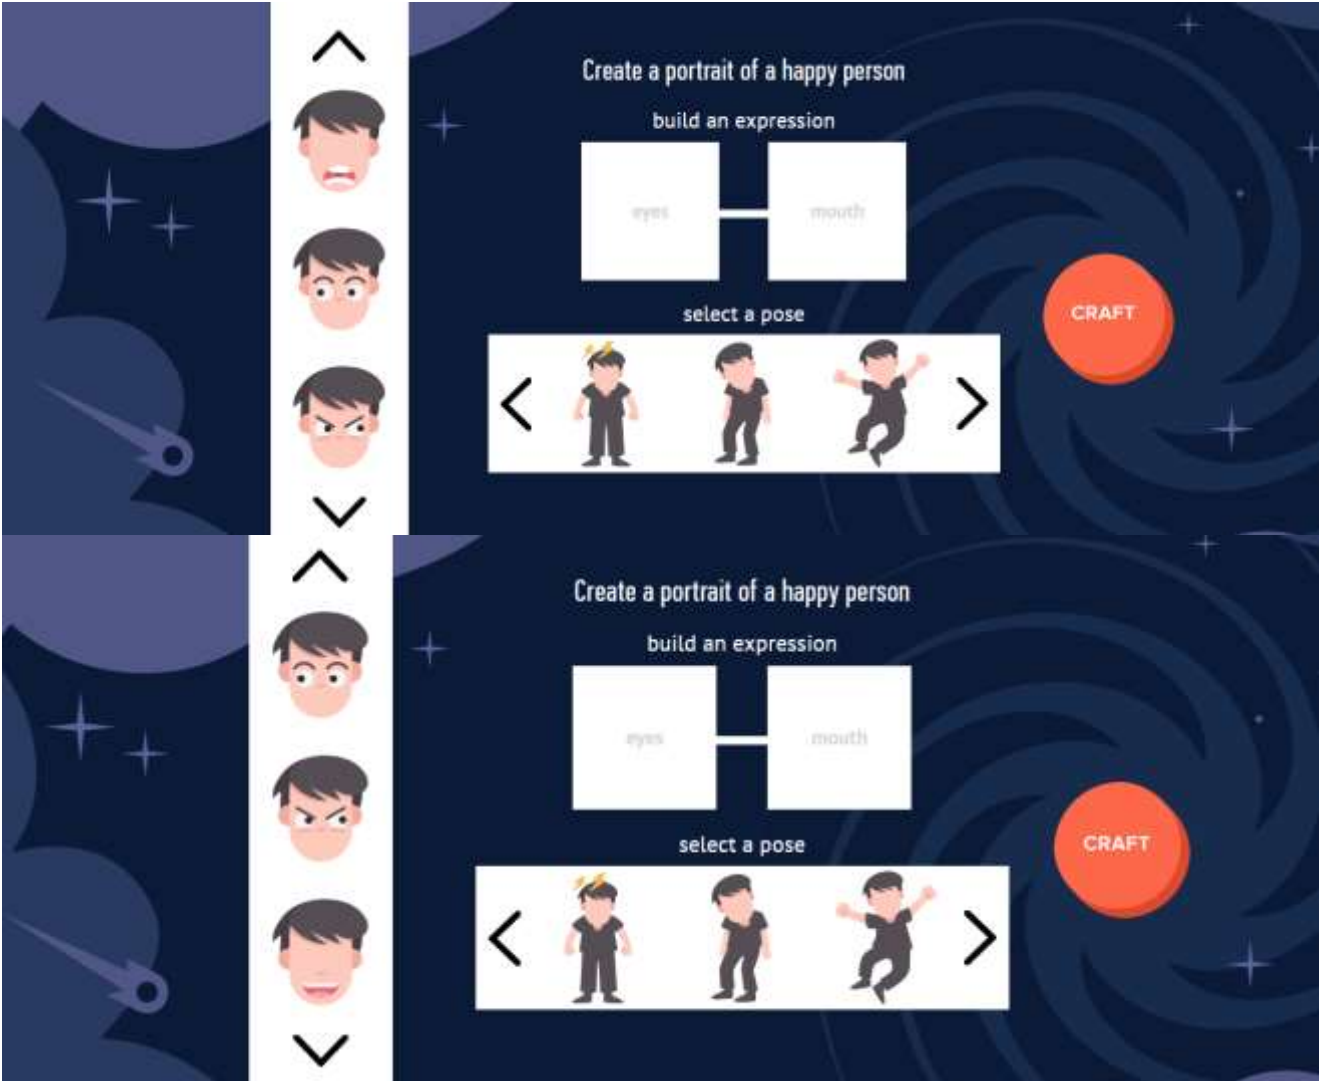 Create a portrait of a happy person
build an expression
eyes
mouth
select a pose
CRAFT
Create a portrait of a happy person
build an expression
eyes
mouth
select a pose
CRAFT